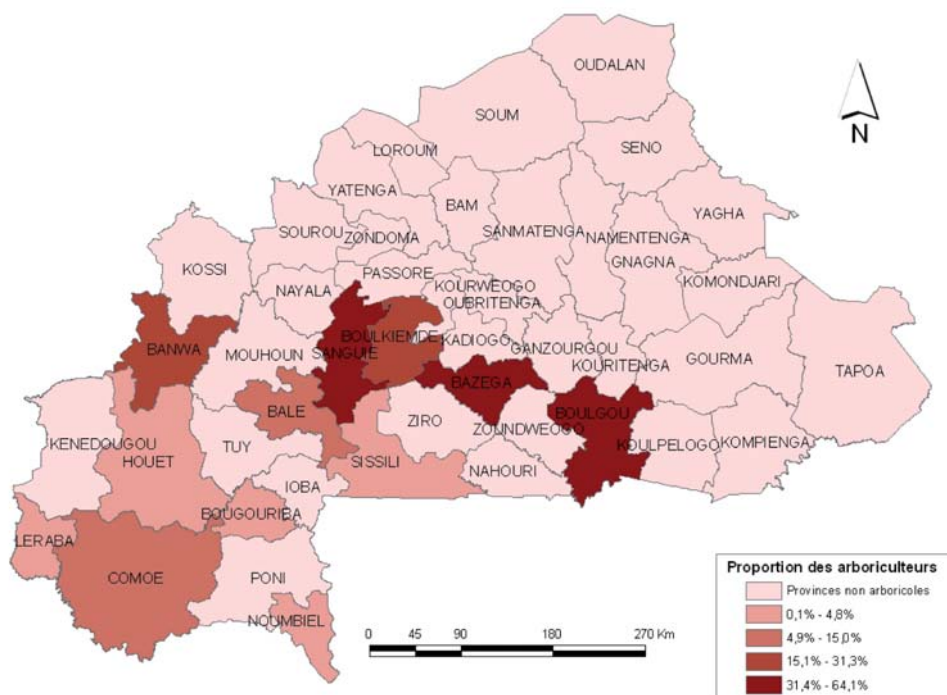 OUDALAN
SOUM
N
LOROUM
SENO
YATENGA
BAM
YAGHA
SOUROU
SANMATENGA
NAMENTENGA
ZONDOMA
GNAGNA
KOSSI
PASSORE
KOMONDJARI
KOURWEOGO
NAYALA
OUBRITENGA
BOULKIEMDE
KADIOGO
GANZOURGOU
BANWA
MOUHOUN
SANGUIE
KOURITENGA
GOURMA
TAPOA
BAZEGA
BALE
BOULGOU
ZIRO
ZOUNDWEOGO
KENEDOUGOU
TUY
KOULPELOGO
KOMPIENGA
HOUET
SISSILI
NAHOURI
IOBA
BOUGOURIBA
LERABA
COMOE
PONI
NOUMBIEL
Proportion des arboriculteurs
Provinces non arboricoles
0,1% - 4,8%
4,9% - 15,0%
15,1% - 31,3%
31,4% - 64,1%
0 45 90 180 270 Km